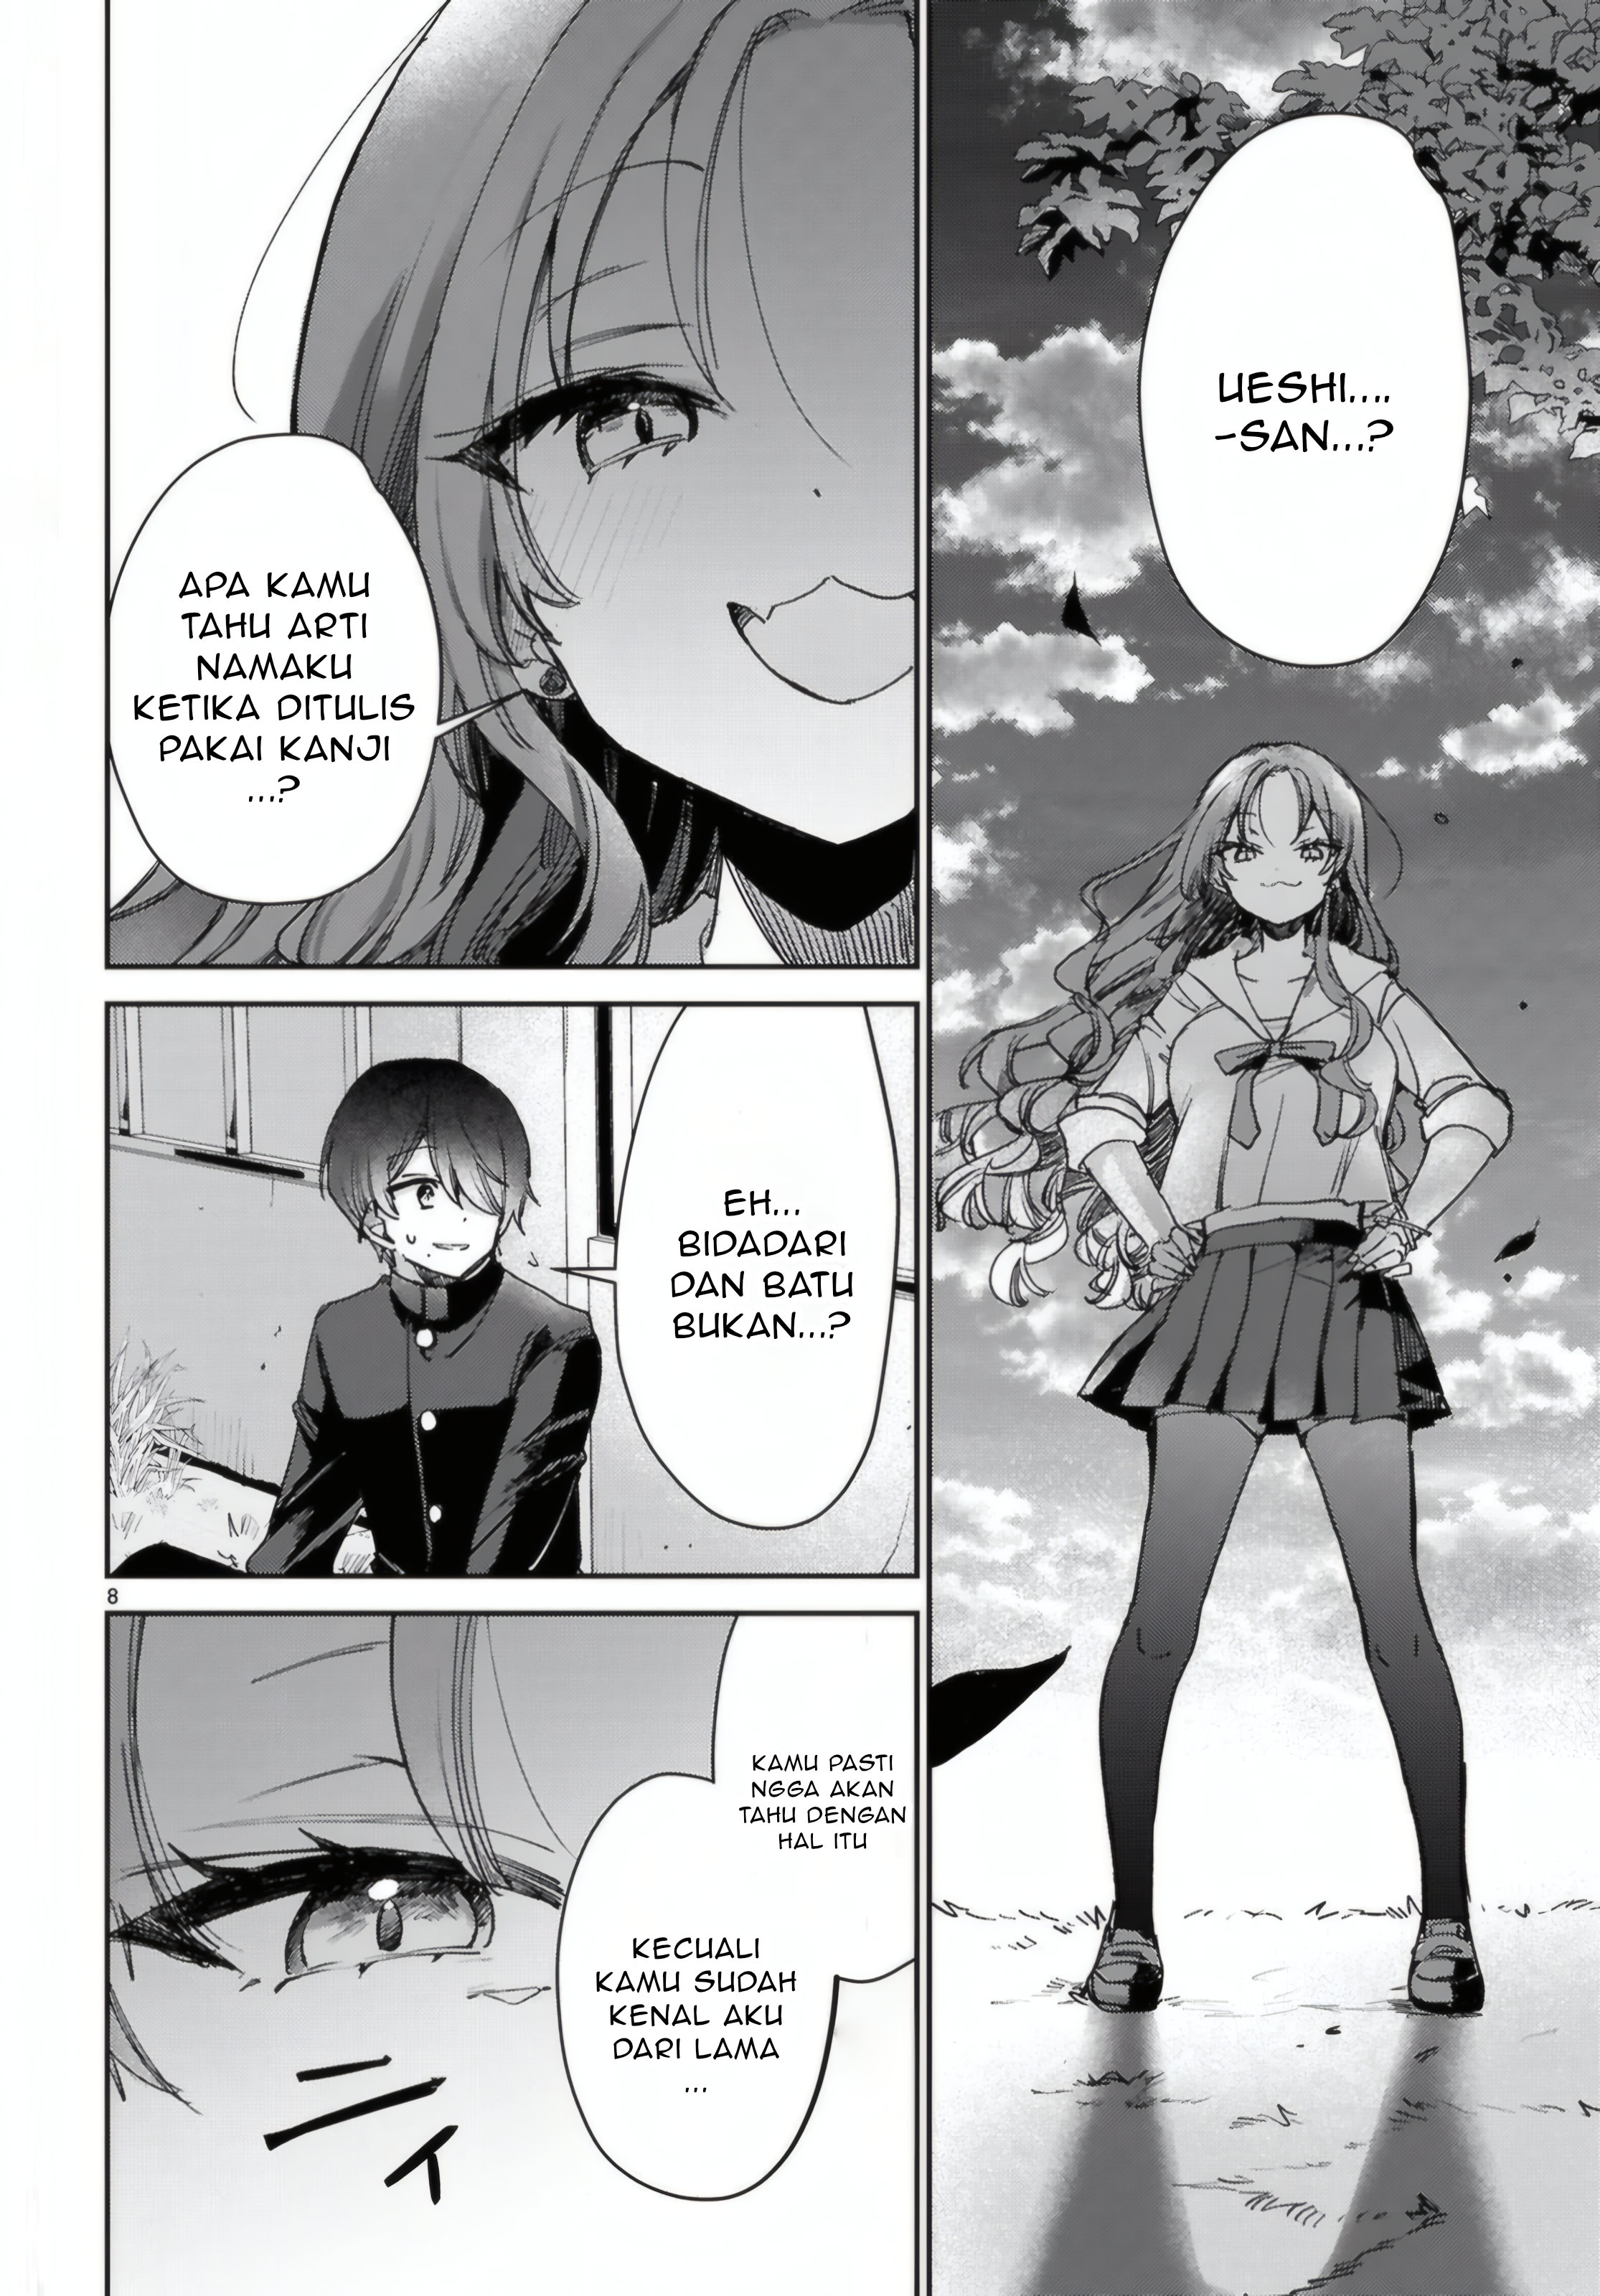 UESHI....
-SAN...?
APA KAMU
TAHU ARTI
NAMAKU
KETIKA DITULIS
PAKAI KANJI
...?
EH...
BIDADARI
DAN BATU
BUKAN...?
8
KAMU PASTI
NGGA AKAN
TAHU DENGAN
HAL ITU
KECUALI
KAMU SUDAH
KENAL AKU
DARI LAMA
...
ニィ